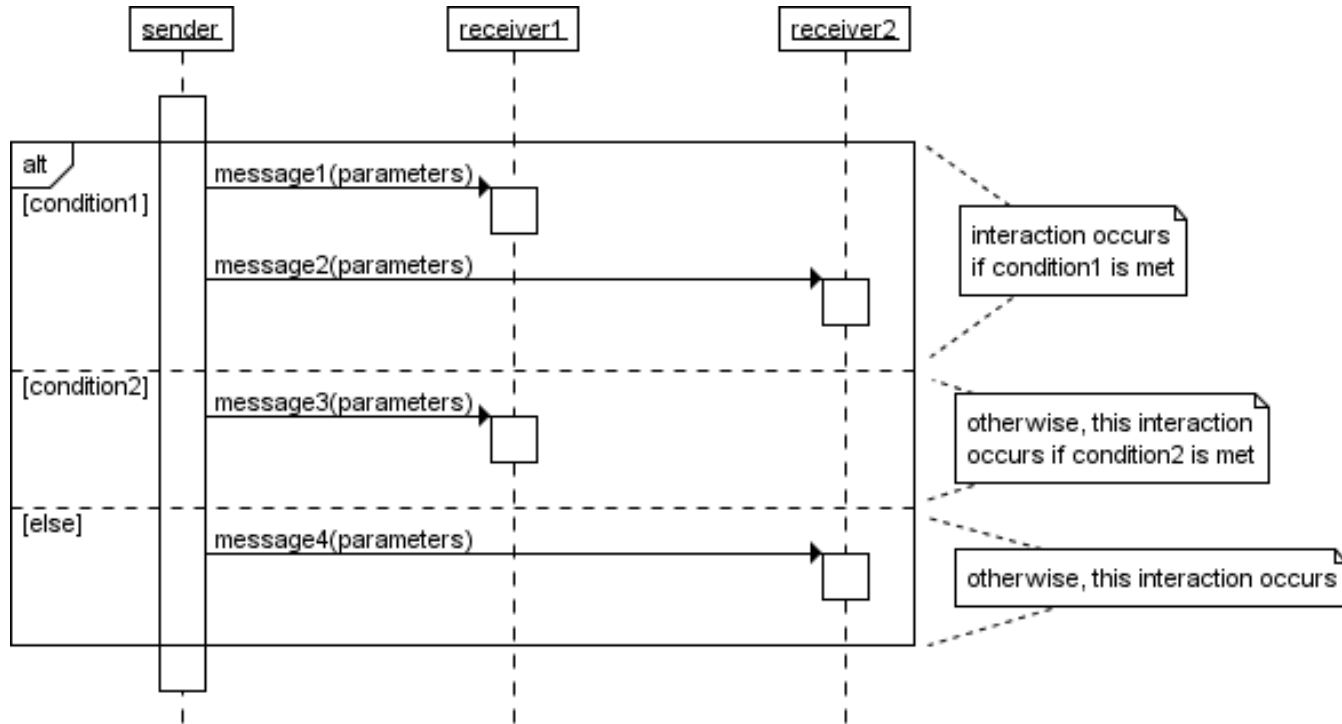 sender
receiver1
receiver2
alt
[condition1]
message1(parameters)
message2(parameters)
interaction occurs
if condition1 is met
[condition2]
message3(parameters)
otherwise, this interaction
occurs if condition2 is met
[else]
message4(parameters)
otherwise, this interaction occurs